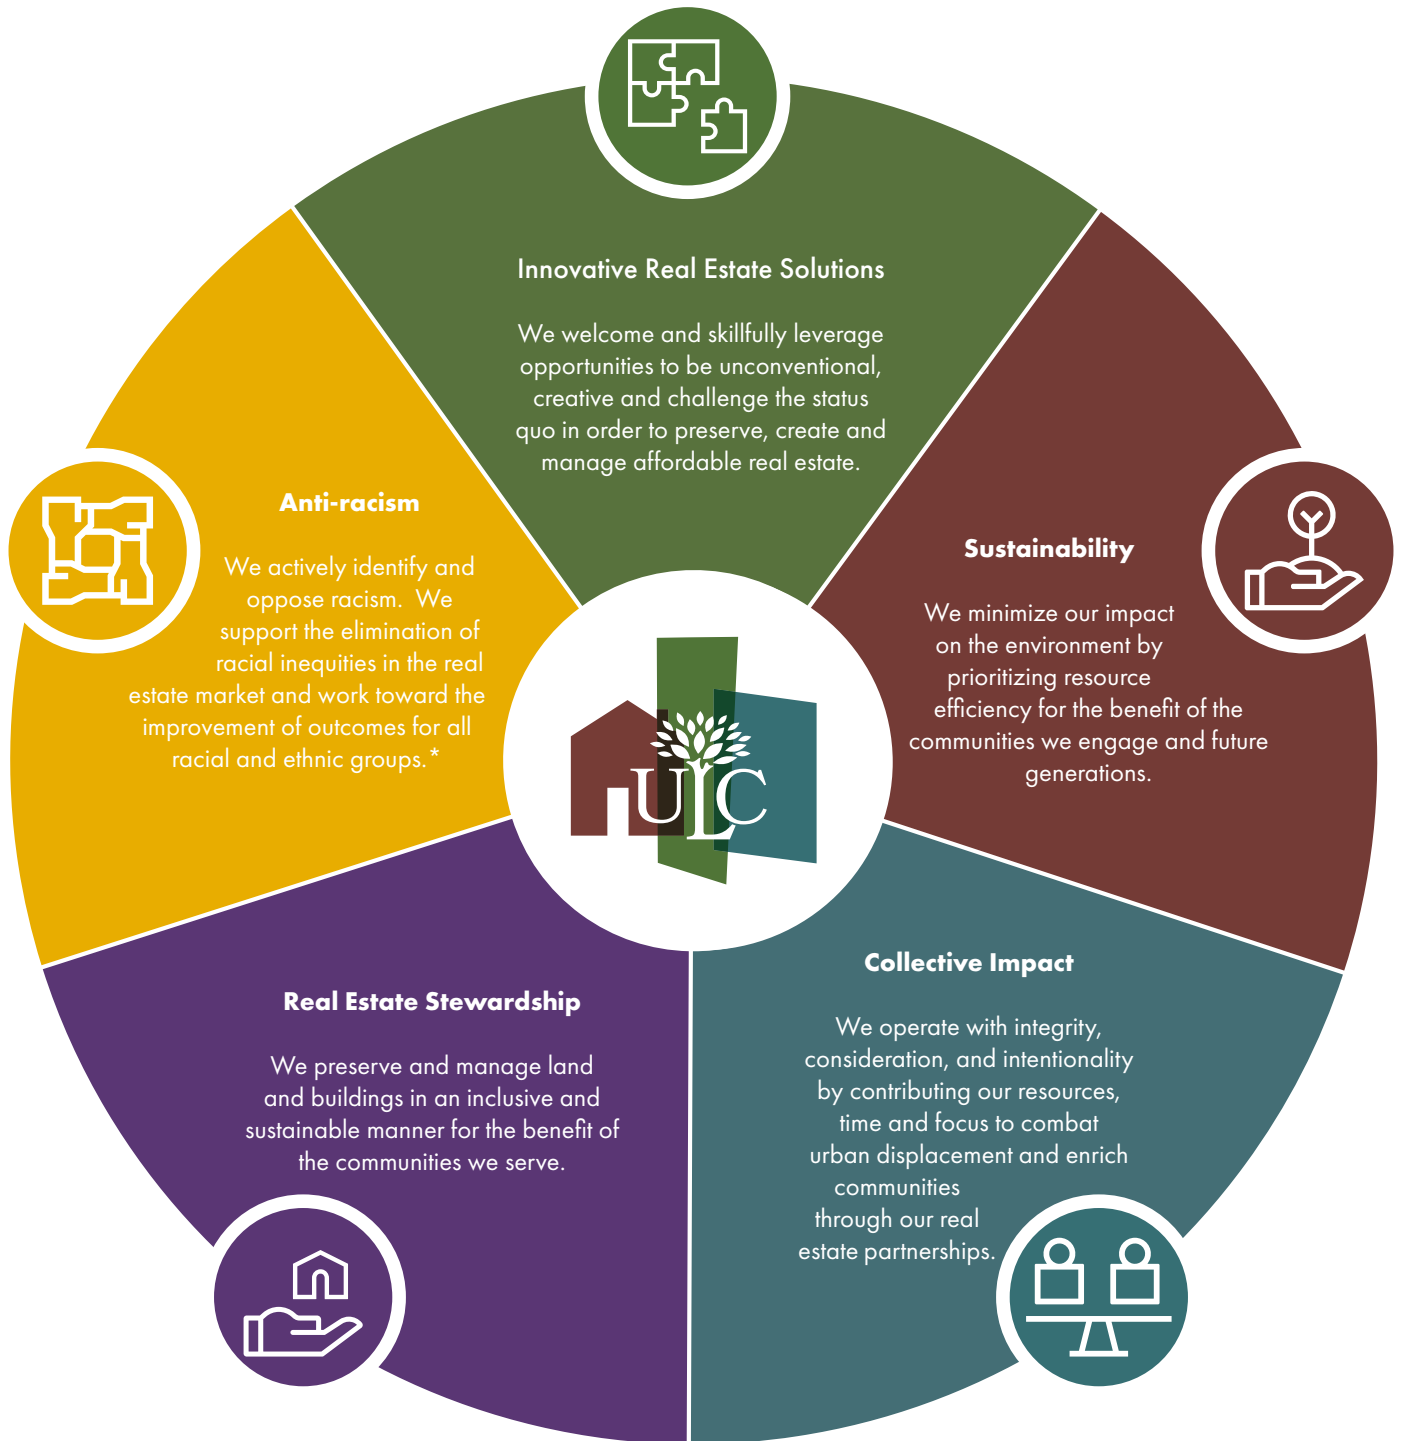 Innovative Real Estate Solutions
We welcome and skillfully leverage
opportunities to be unconventional,
creative and challenge the status
quo in order to preserve, create and
manage affordable real estate.
Anti-racism
We actively identify and
oppose racism.  We
support the elimination of
racial inequities in the real
estate market and work toward the
improvement of outcomes for all
racial and ethnic groups.*
Sustainability
We minimize our impact
on the environment by
prioritizing resource
efficiency for the benefit of the
communities we engage and future
generations.
ULC
Real Estate Stewardship
We preserve and manage land
and buildings in an inclusive and
sustainable manner for the benefit of
the communities we serve.
Collective Impact
We operate with integrity,
consideration, and intentionality
by contributing our resources,
time and focus to combat
urban displacement and enrich
communities
through our real
estate partnerships.